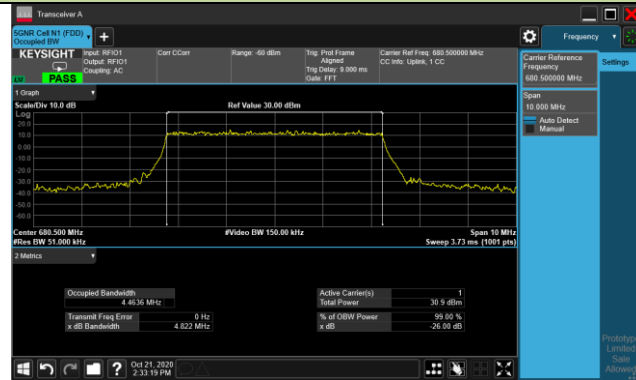 Transceiver A
5GNR Cell N1 (FDD)
Occupied BW
Frequency
KEYSIGHT
Input: RFIO1
Output: RFIO1
Coupling: AC
Corr CCorr
Range: -60 dBm
Trig: Prot Frame
Aligned
Trig Delay: 9.000 ms
Gate: FFT
Carrier Ref Freq: 680.500000 MHz
CC Info: Uplink, 1 CC
PASS
Carrier Reference
Frequency
680.500000 MHz
Settings
Span
10.000 MHz
Auto Detect
Manual
1 Graph
Scale/Div 10.0 dB
Ref Value 30.00 dBm
Log
20.0
10.0
0.00
-10.0
-20.0
-30.0
-40.0
-50.0
-60.0
Center 680.500 MHz
#Video BW 150.00 kHz
Span 10 MHz
#Res BW 51.000 kHz
Sweep 3.73 ms (1001 pts)
2 Metrics
Occupied Bandwidth
4.4636 MHz
Active Carrier(s) 1
Total Power 30.9 dBm
Transmit Freq Error 0 Hz
x dB Bandwidth 4.822 MHz
% of OBW Power 99.00 %
x dB -26.00 dB
Prototyp
Limited
Sale
Allowe
Oct 21, 2020
2:33:19 PM
?